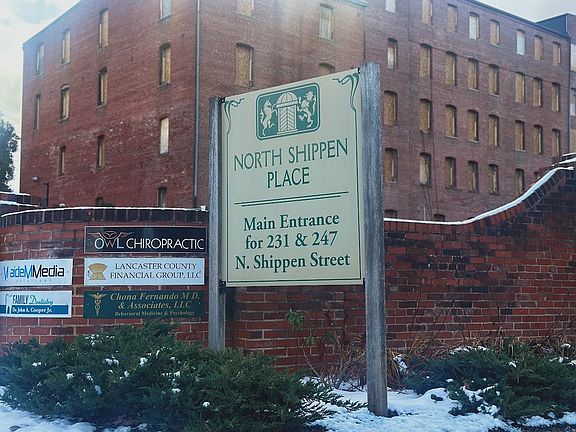 NORTH SHIPPEN
PLACE
Main Entrance
for 231 & 247
N. Shippen Street
OWL CHIROPRACTIC
LANCASTER COUNTY
FINANCIAL GROUP, LLC
Chona Fernando M.D.
& Associates, LLC
Behavioral Medicine & Psychology
Media
FAMILY Dentistry
Dr. John A. Cooper Jr.